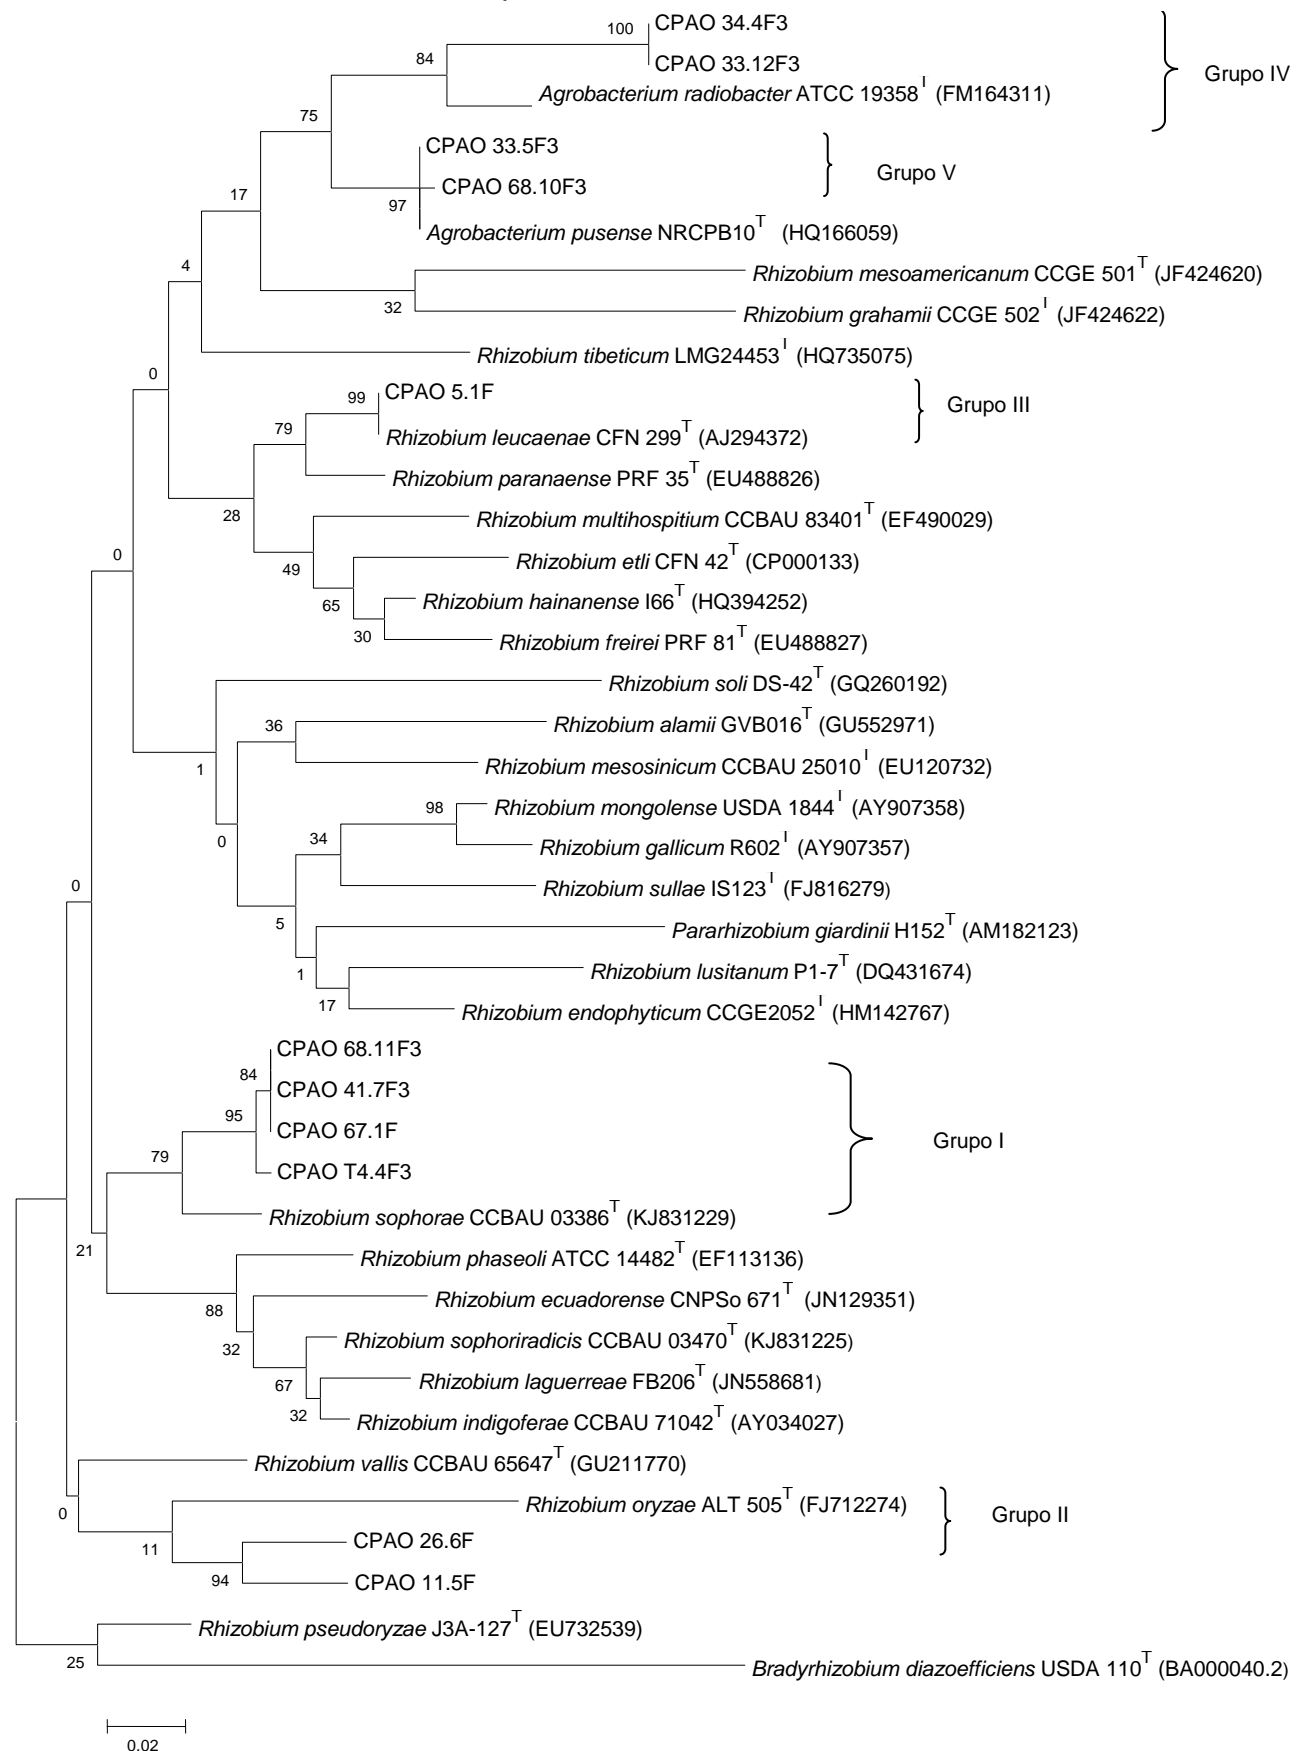 100
CPAO 34.4F3
84
CPAO 33.12F3
Grupo IV
Agrobacterium radiobacter ATCC 19358T (FM164311)
75
CPAO 33.5F3
Grupo V
CPAO 68.10F3
17
97
Agrobacterium pusense NRCPB10T (HQ166059)
4
Rhizobium mesoamericanum CCGE 501T (JF424620)
32
Rhizobium grahamii CCGE 502T (JF424622)
Rhizobium tibeticum LMG24453T (HQ735075)
0
99
CPAO 5.1F
Grupo III
79
Rhizobium leucaenae CFN 299T (AJ294372)
Rhizobium paranaense PRF 35T (EU488826)
28
Rhizobium multihospitium CCBAU 83401T (EF490029)
0
49
Rhizobium etli CFN 42T (CP000133)
65
Rhizobium hainanense I66T (HQ394252)
30
Rhizobium freirei PRF 81T (EU488827)
Rhizobium soli DS-42T (GQ260192)
36
Rhizobium alamii GVB016T (GU552971)
1
Rhizobium mesosinicum CCBAU 25010T (EU120732)
98
Rhizobium mongolense USDA 1844T (AY907358)
0
34
Rhizobium gallicum R602T (AY907357)
0
Rhizobium sullae IS123T (FJ816279)
5
Pararhizobium giardinii H152T (AM182123)
1
Rhizobium lusitanum P1-7T (DQ431674)
17
Rhizobium endophyticum CCGE2052T (HM142767)
CPAO 68.11F3
84
CPAO 41.7F3
95
CPAO 67.1F
Grupo I
79
CPAO T4.4F3
Rhizobium sophorae CCBAU 03386T (KJ831229)
21
Rhizobium phaseoli ATCC 14482T (EF113136)
88
Rhizobium ecuadorense CNPSo 671T (JN129351)
32
Rhizobium sophoriradicis CCBAU 03470T (KJ831225)
67
Rhizobium laguerreae FB206T (JN558681)
32
Rhizobium indigoferae CCBAU 71042T (AY034027)
Rhizobium vallis CCBAU 65647T (GU211770)
0
Rhizobium oryzae ALT 505T (FJ712274)
Grupo II
11
CPAO 26.6F
94
CPAO 11.5F
Rhizobium pseudoryzae J3A-127T (EU732539)
25
Bradyrhizobium diazoefficiens USDA 110T (BA000040.2)
0.02